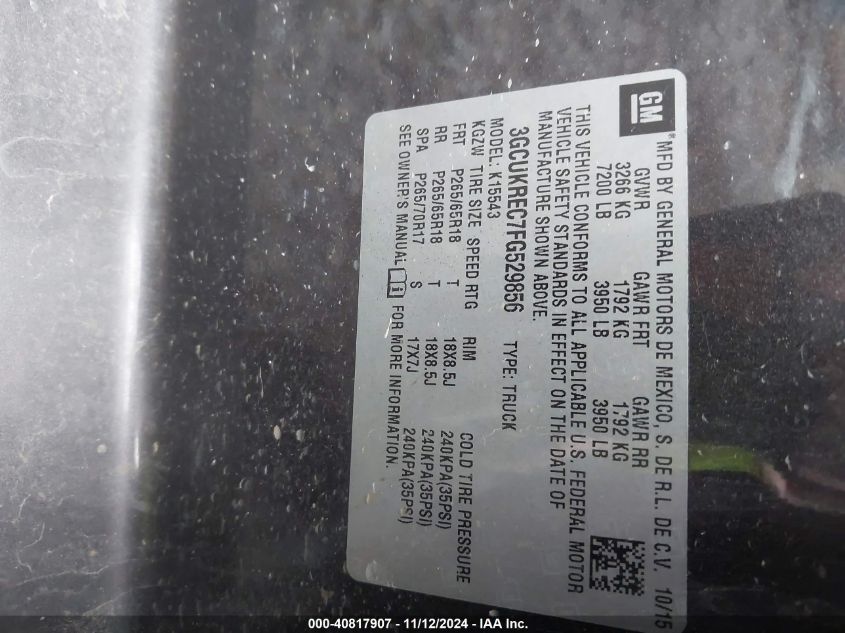 GM
® MFD BY GENERAL MOTORS DE MEXICO, S. DE R.L. DE C.V. 10/15
GVWR GAWR FRT GAWR RR
3266 KG 1792 KG 1792 KG
7200 LB 3950 LB 3950 LB
THIS VEHICLE CONFORMS TO ALL APPLICABLE U.S. FEDERAL MOTOR
VEHICLE SAFETY STANDARDS IN EFFECT ON THE DATE OF
MANUFACTURE SHOWN ABOVE.
3GCUKREC7FG529856 TYPE: TRUCK
MODEL: K15543
KGZW TIRE SIZE SPEED RTG RIM COLD TIRE PRESSURE
FRT P265/65R18 T 18X8.5J 240KPA(35PSI)
RR P265/65R18 T 18X8.5J 240KPA(35PSI)
SPA P265/70R17 S 17X7J 240KPA(35PSI)
SEE OWNER'S MANUAL i FOR MORE INFORMATION.
000-40817907 - 11/12/2024 - IAA Inc.